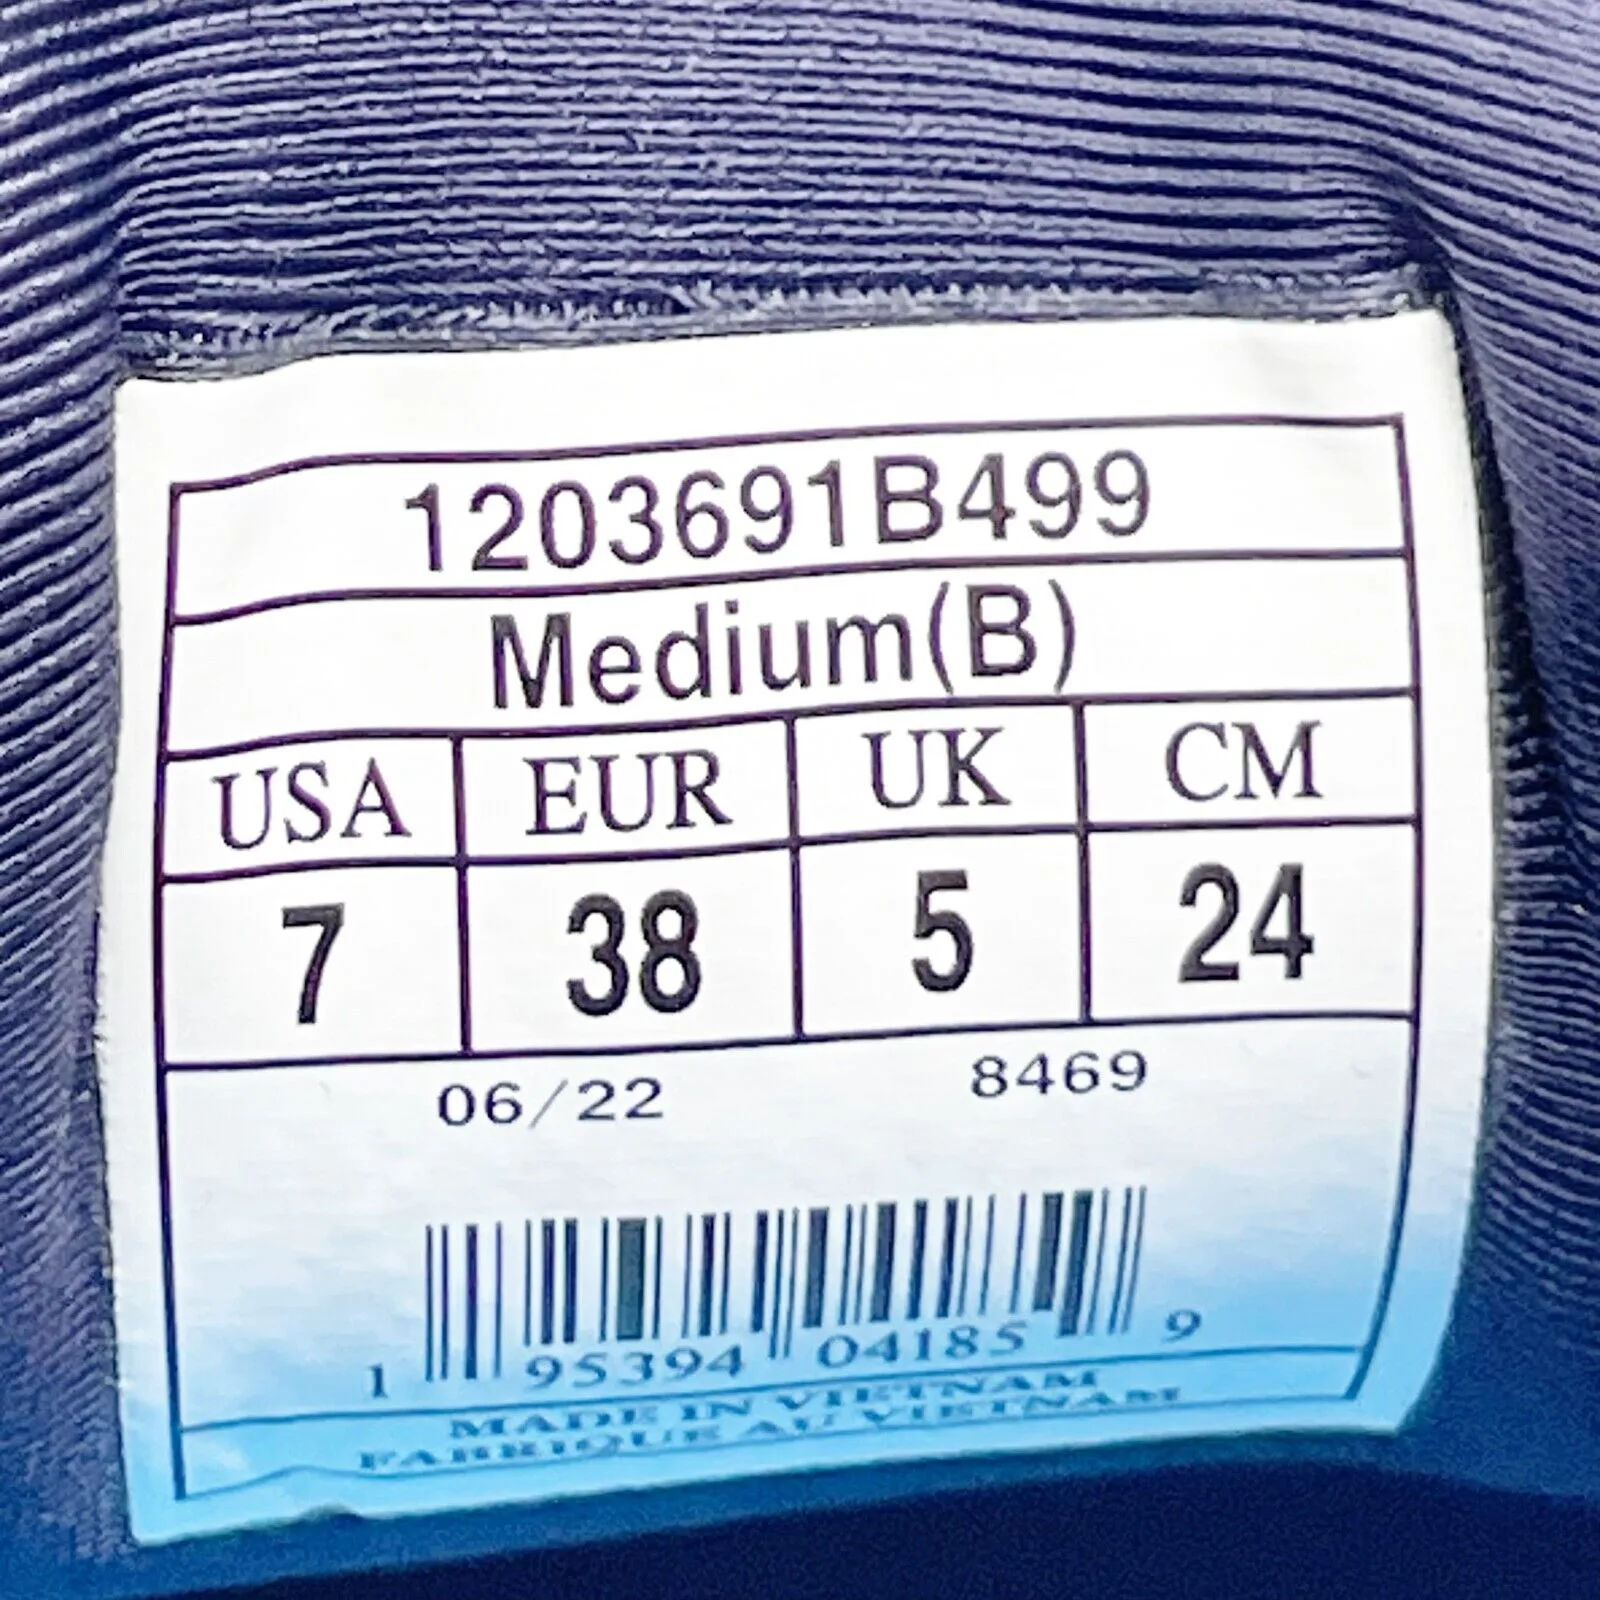 1203691B499
Medium(B)
USA EUR UK CM
7 38 5 24
06/22 8469
1 95394 04185 9
MADE IN VIETNAM
FABRIQUE AU VIETNAM